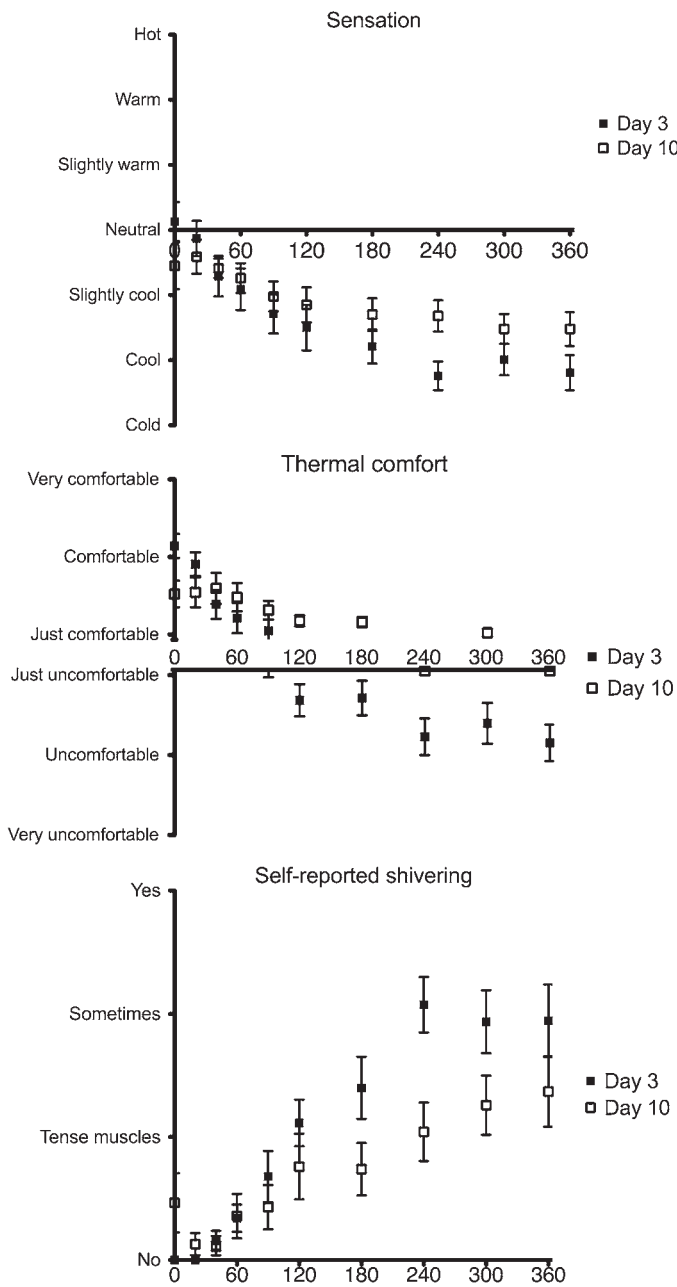 Sensation
Hot
Warm
Day 3
Day 10
Slightly warm
Neutral
0 60 120 180 240 300 360
Slightly cool
Cool
Cold
Thermal comfort
Very comfortable
Comfortable
Just comfortable
0 60 120 180 240 300 360
Day 3
Just uncomfortable
Day 10
Uncomfortable
Very uncomfortable
Self-reported shivering
Yes
Sometimes
Day 3
Day 10
Tense muscles
No
0 60 120 180 240 300 360